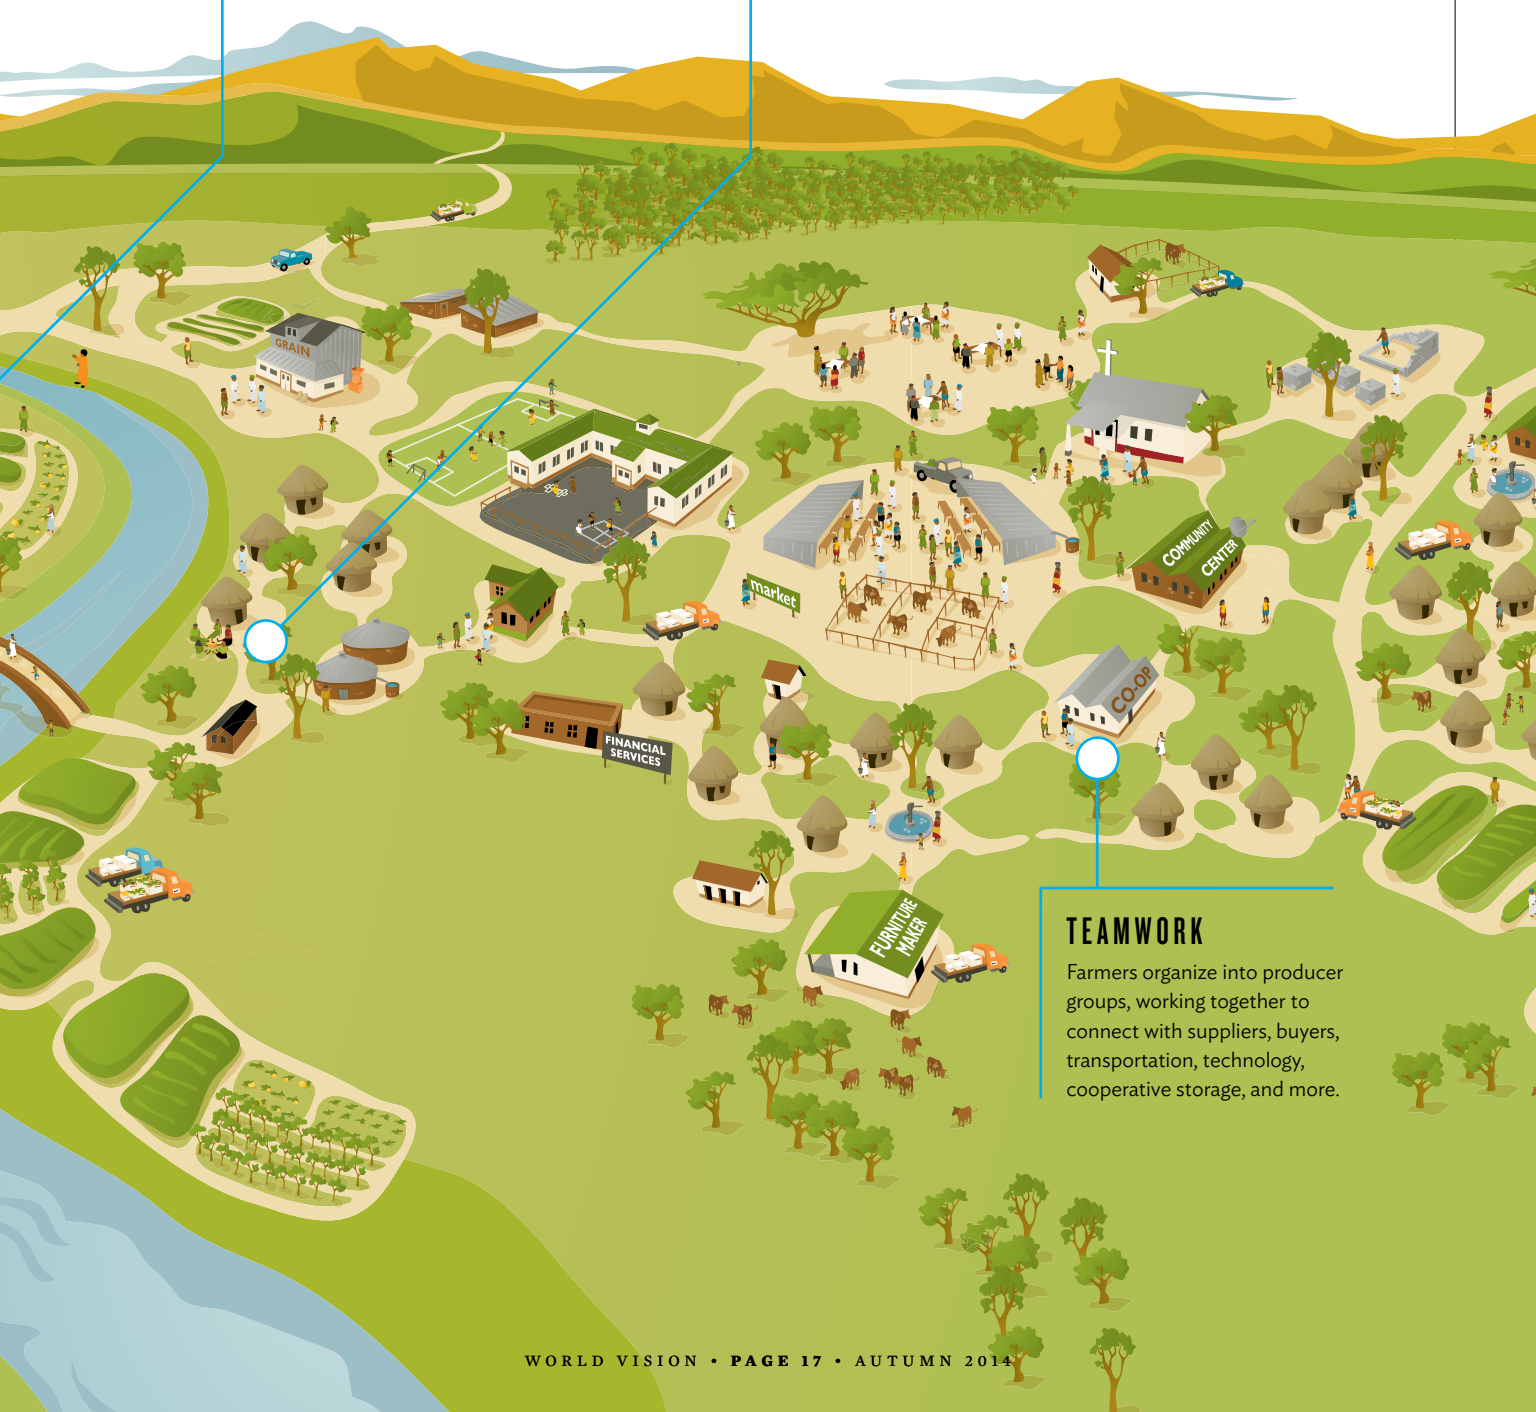 GRAIN
market
COMMUNITY
CENTER
CO-OP
FINANCIAL
SERVICES
FURNITURE
MAKER
TEAMWORK
Farmers organize into producer
groups, working together to
connect with suppliers, buyers,
transportation, technology,
cooperative storage, and more.
WORLD VISION • PAGE 17 • AUTUMN 2014